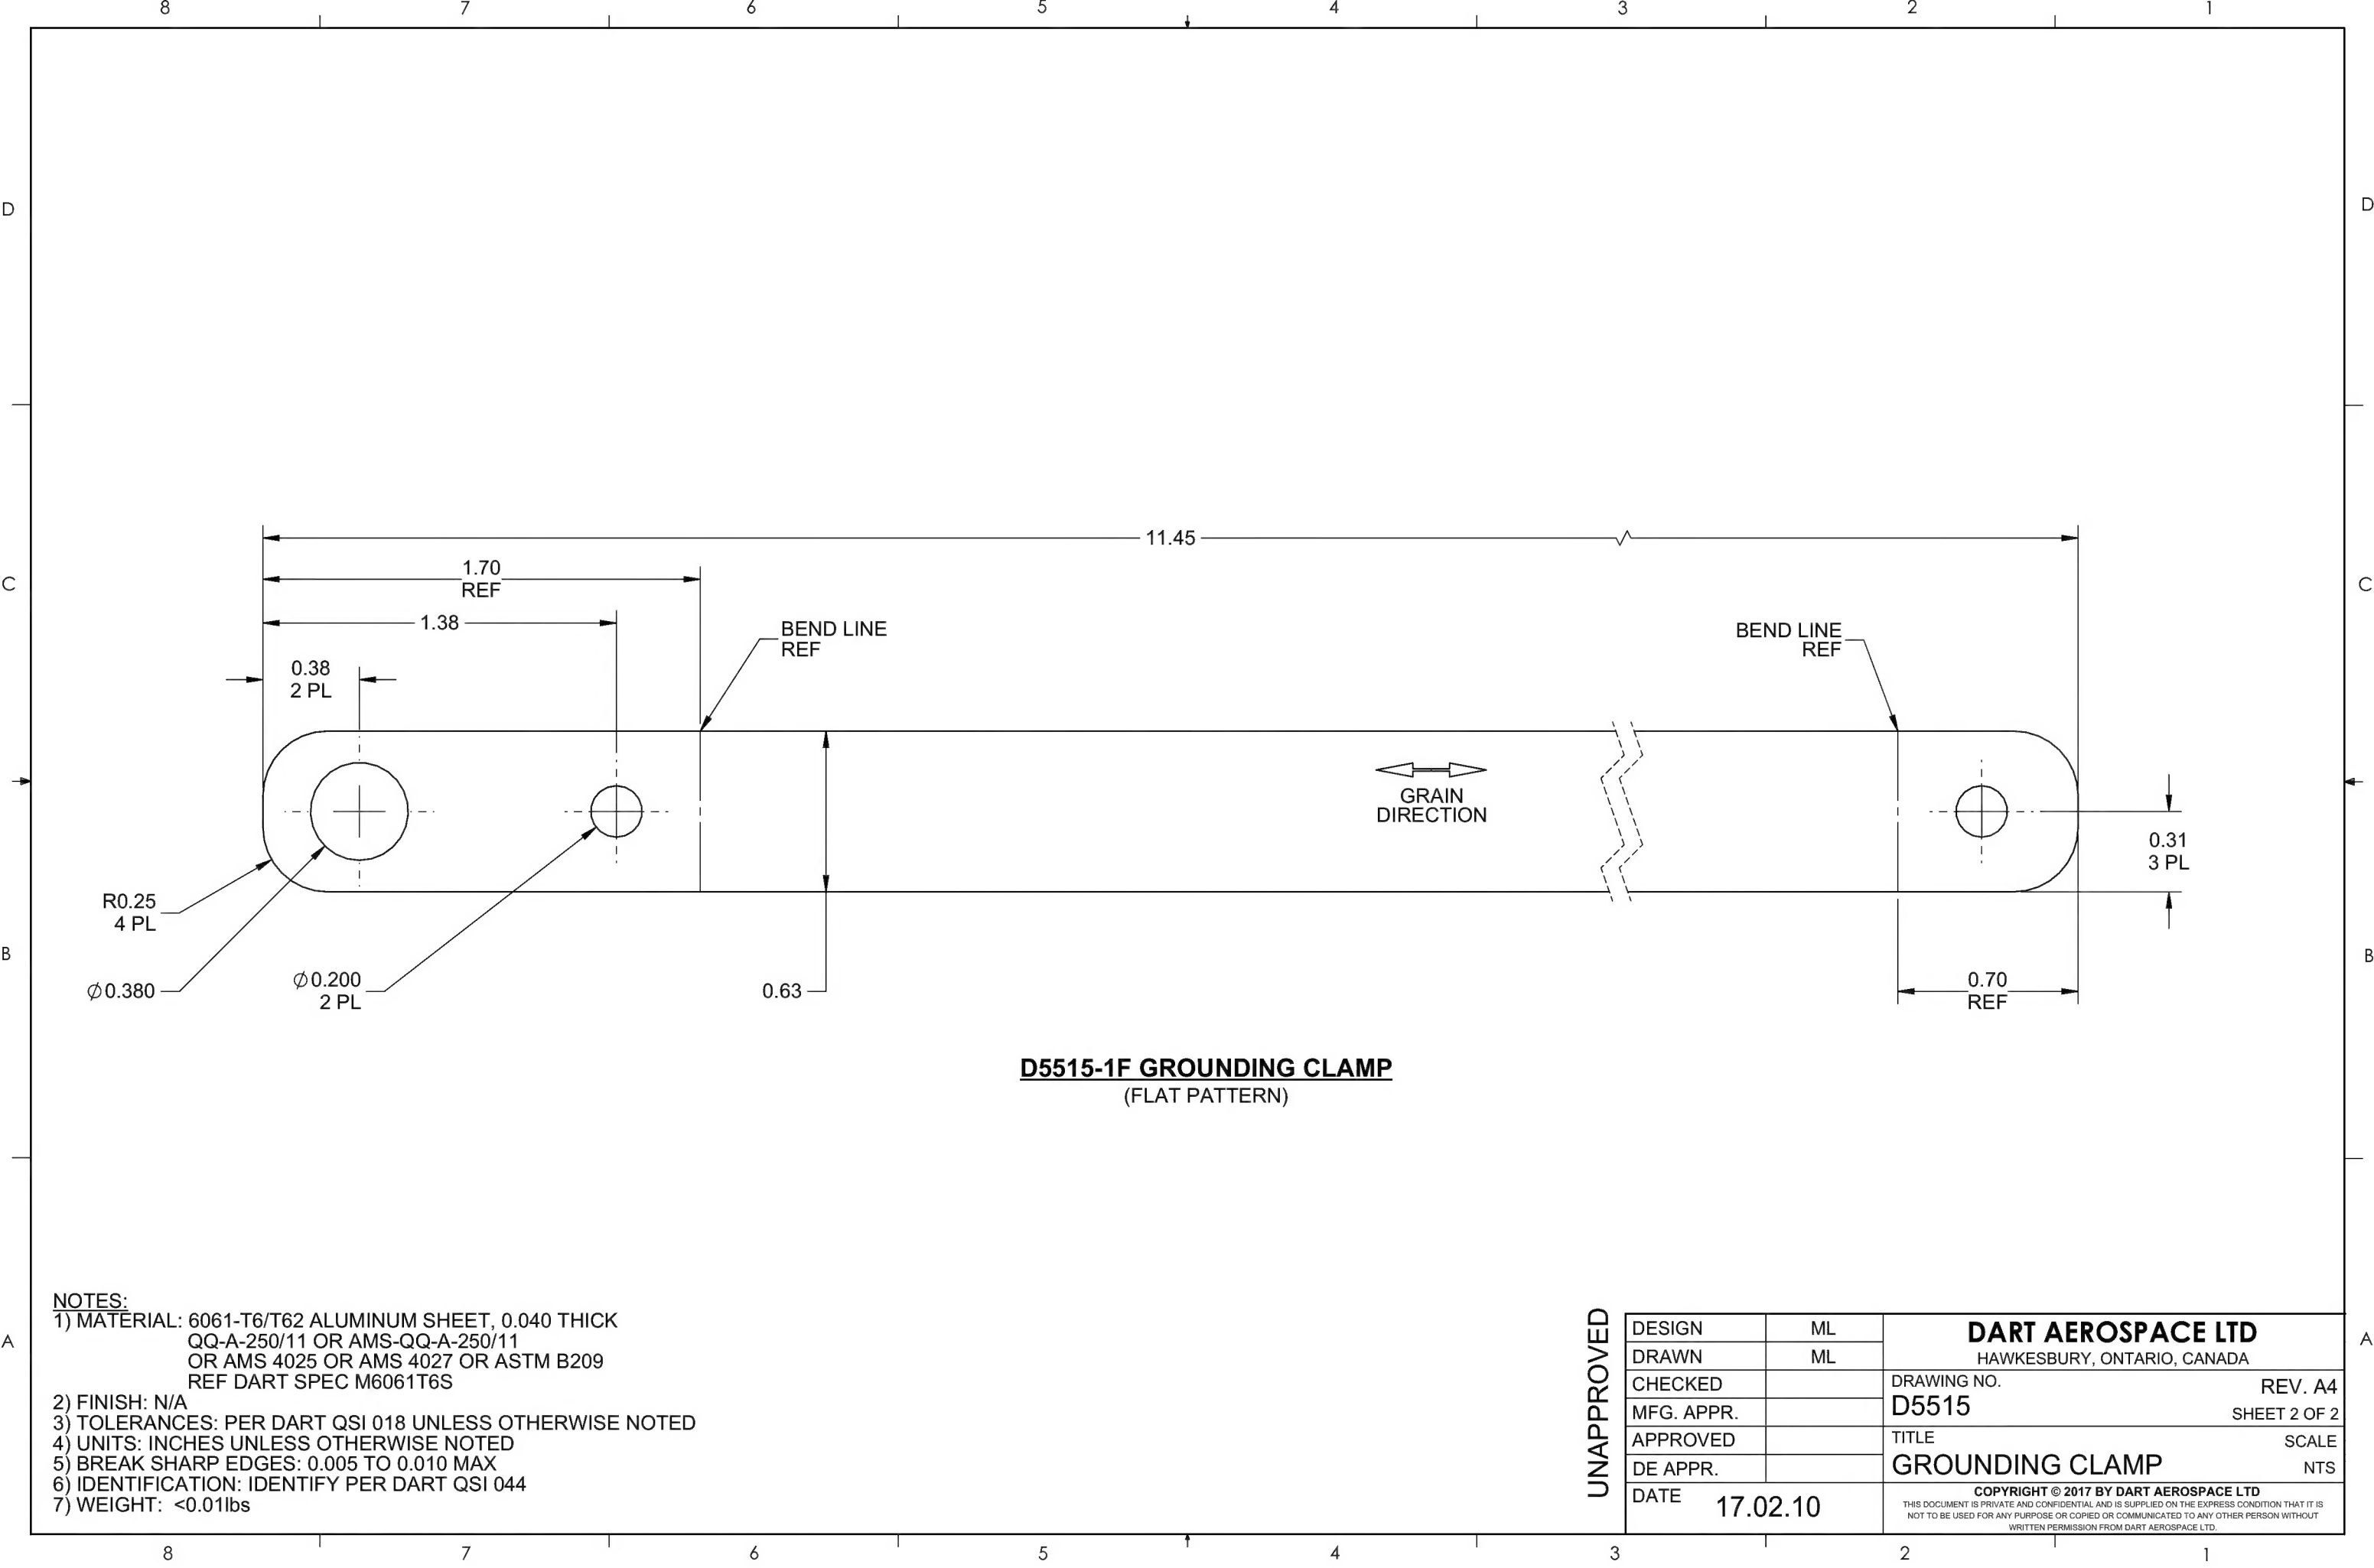 8 7 6 5 4 3 2 1
D D
11.45
1.70
REF
C C
1.38
BEND LINE
REF
BEND LINE
REF
0.38
2 PL
GRAIN
DIRECTION
0.31
3 PL
R0.25
4 PL
B B
⌀0.380
⌀0.200
2 PL
0.63
0.70
REF
D5515-1F GROUNDING CLAMP
(FLAT PATTERN)
NOTES:
1) MATERIAL: 6061-T6/T62 ALUMINUM SHEET, 0.040 THICK
QQ-A-250/11 OR AMS-QQ-A-250/11
OR AMS 4025 OR AMS 4027 OR ASTM B209
REF DART SPEC M6061T6S
2) FINISH: N/A
3) TOLERANCES: PER DART QSI 018 UNLESS OTHERWISE NOTED
4) UNITS: INCHES UNLESS OTHERWISE NOTED
5) BREAK SHARP EDGES: 0.005 TO 0.010 MAX
6) IDENTIFICATION: IDENTIFY PER DART QSI 044
7) WEIGHT: <0.01lbs
A A
UNAPPROVED
DESIGN ML
DRAWN ML
CHECKED
MFG. APPR.
APPROVED
DE APPR.
DATE 17.02.10
DART AEROSPACE LTD
HAWKESBURY, ONTARIO, CANADA
DRAWING NO. REV. A4
D5515 SHEET 2 OF 2
TITLE SCALE
GROUNDING CLAMP NTS
COPYRIGHT © 2017 BY DART AEROSPACE LTD
THIS DOCUMENT IS PRIVATE AND CONFIDENTIAL AND IS SUPPLIED ON THE EXPRESS CONDITION THAT IT IS
NOT TO BE USED FOR ANY PURPOSE OR COPIED OR COMMUNICATED TO ANY OTHER PERSON WITHOUT
WRITTEN PERMISSION FROM DART AEROSPACE LTD.
8 7 6 5 4 3 2 1